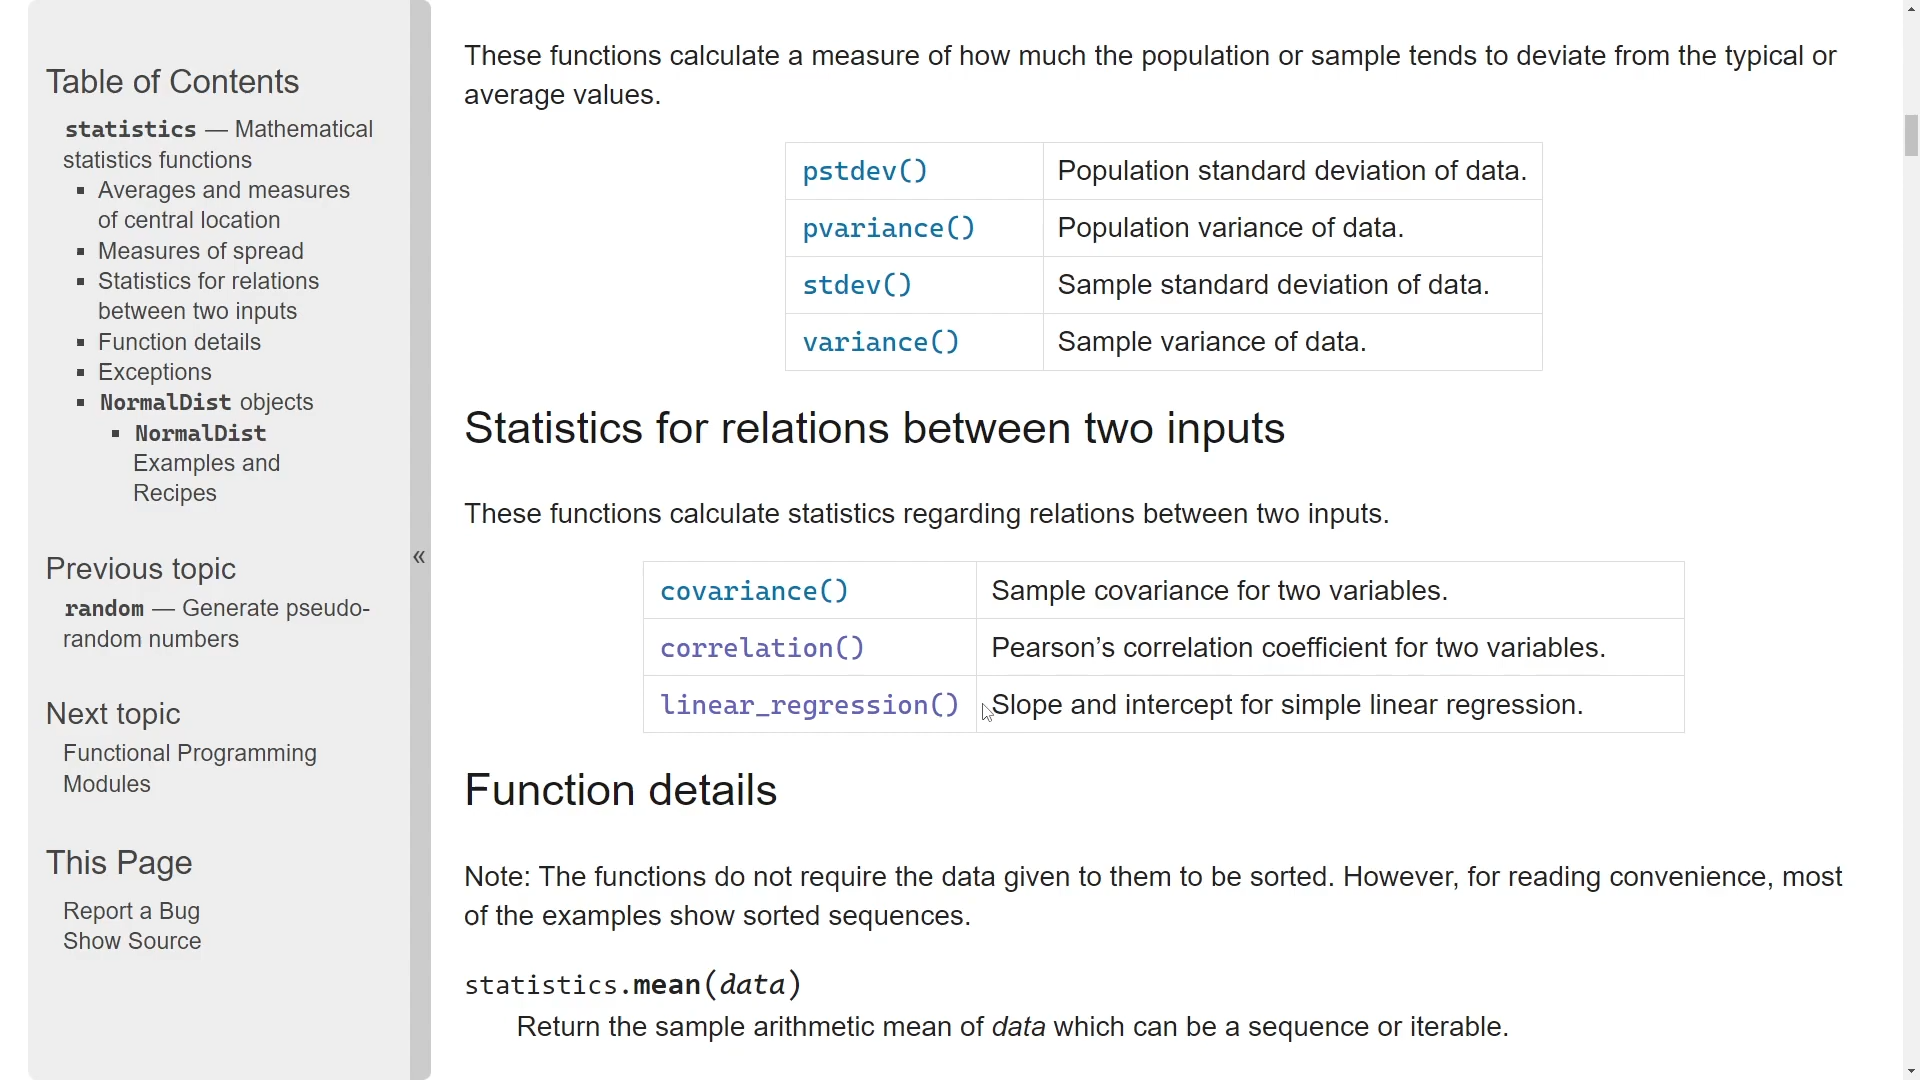 Table of Contents
statistics — Mathematical
statistics functions
Averages and measures
of central location
Measures of spread
Statistics for relations
between two inputs
Function details
Exceptions
NormalDist objects
NormalDist
Examples and
Recipes
Previous topic
random — Generate pseudo-
random numbers
Next topic
Functional Programming
Modules
This Page
Report a Bug
Show Source
«
These functions calculate a measure of how much the population or sample tends to deviate from the typical or
average values.
pstdev() Population standard deviation of data.
pvariance() Population variance of data.
stdev() Sample standard deviation of data.
variance() Sample variance of data.
Statistics for relations between two inputs
These functions calculate statistics regarding relations between two inputs.
covariance() Sample covariance for two variables.
correlation() Pearson’s correlation coefficient for two variables.
linear_regression() Slope and intercept for simple linear regression.
Function details
Note: The functions do not require the data given to them to be sorted. However, for reading convenience, most
of the examples show sorted sequences.
statistics.mean(data)
Return the sample arithmetic mean of data which can be a sequence or iterable.